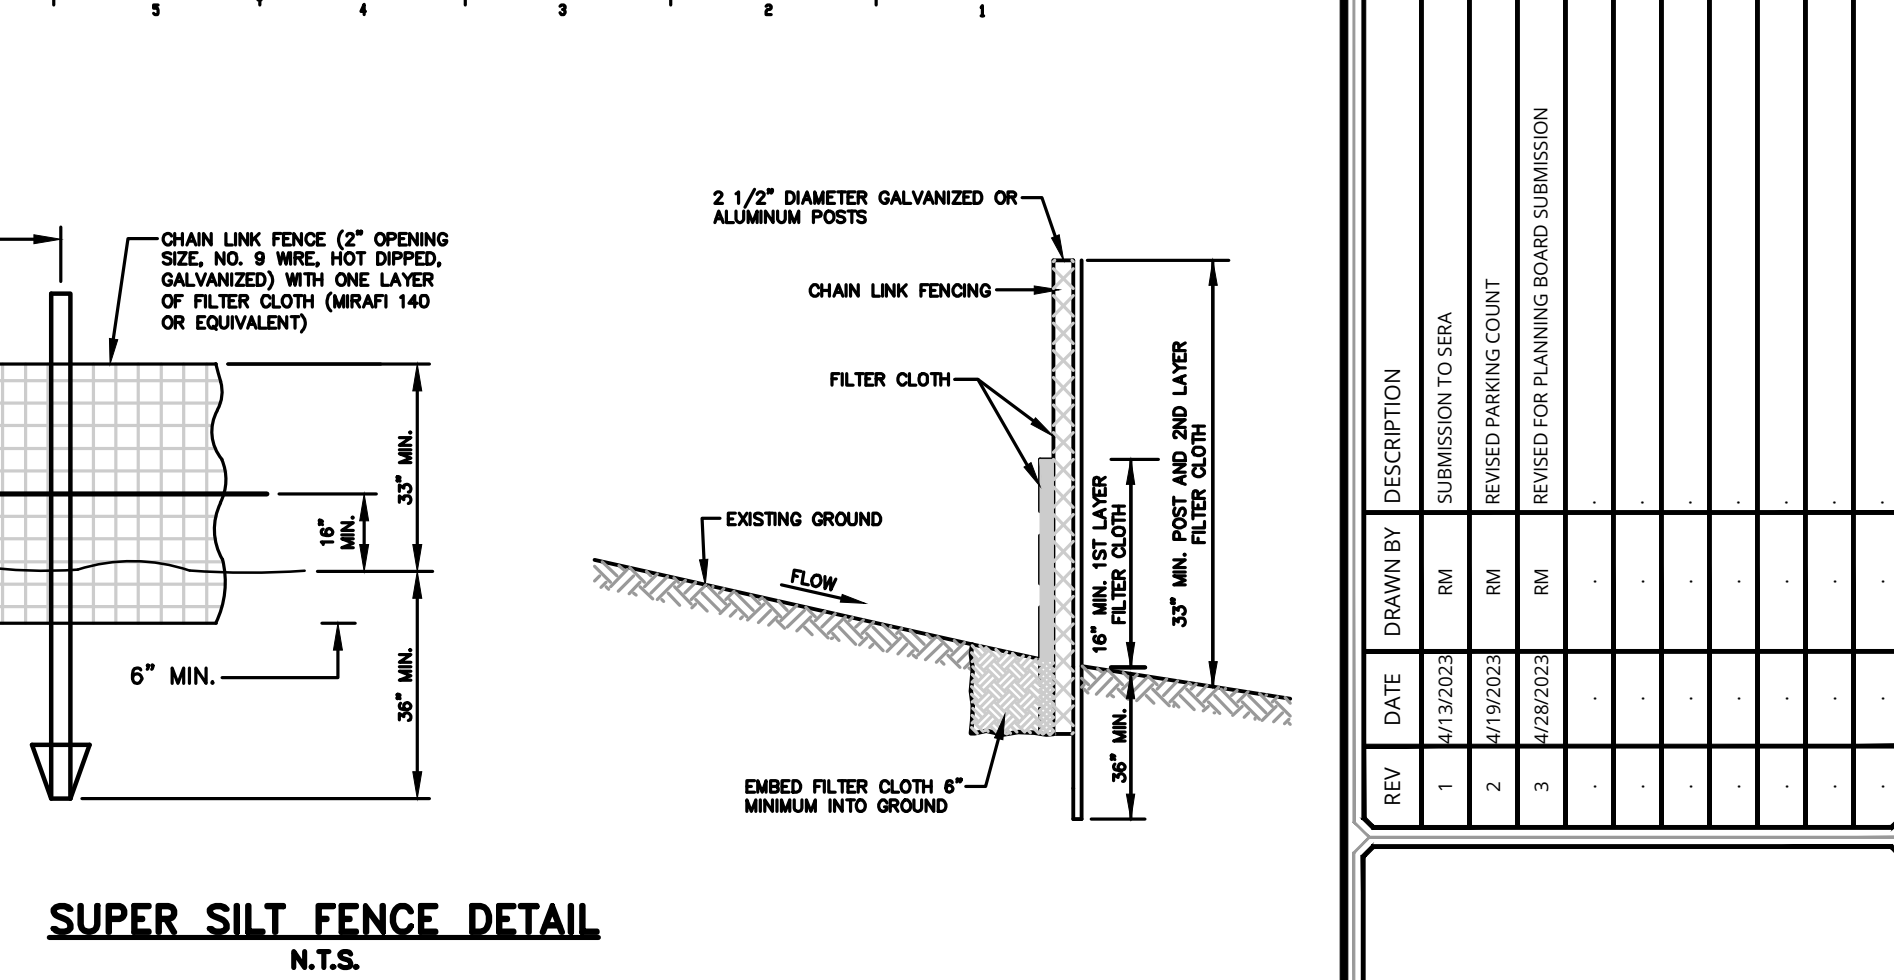 5 4 3 2 1
CHAIN LINK FENCE (2" OPENING
SIZE, NO. 9 WIRE, HOT DIPPED,
GALVANIZED) WITH ONE LAYER
OF FILTER CLOTH (MIRAFI 140
OR EQUIVALENT)
33" MIN.
16"
MIN.
36" MIN.
6" MIN.
2 1/2" DIAMETER GALVANIZED OR
ALUMINUM POSTS
CHAIN LINK FENCING
FILTER CLOTH
EXISTING GROUND
FLOW
16" MIN. 1ST LAYER
FILTER CLOTH
33" MIN. POST AND 2ND LAYER
FILTER CLOTH
36" MIN.
EMBED FILTER CLOTH 6"
MINIMUM INTO GROUND
SUPER SILT FENCE DETAIL
N.T.S.
REV DATE DRAWN BY DESCRIPTION
1 4/13/2023 RM SUBMISSION TO SERA
2 4/19/2023 RM REVISED PARKING COUNT
3 4/28/2023 RM REVISED FOR PLANNING BOARD SUBMISSION
. . . .
. . . .
. . . .
. . . .
. . . .
. . . .
. . . .